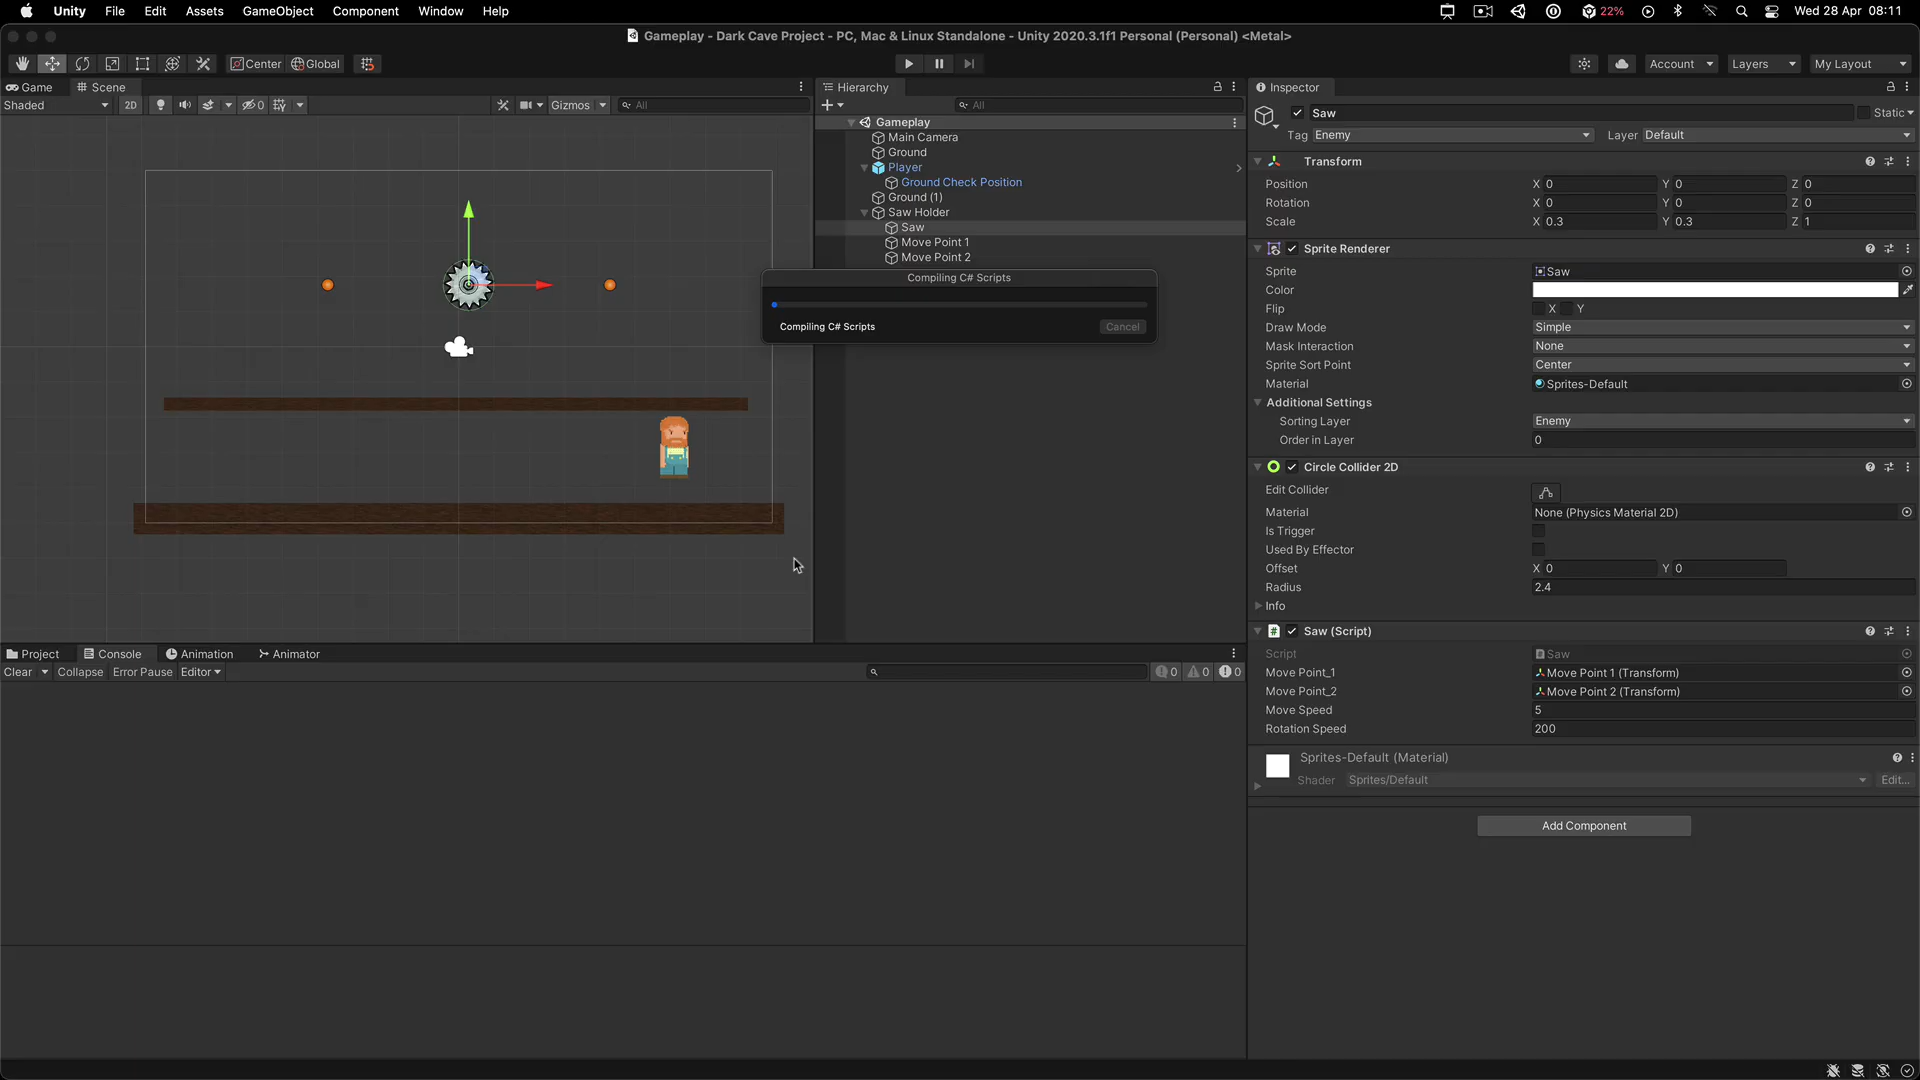 Unity File Edit Assets GameObject Component Window Help 22% Wed 28 Apr 08:11
Gameplay - Dark Cave Project - PC, Mac & Linux Standalone - Unity 2020.3.1f1 Personal (Personal) <Metal>
Center Global Account Layers My Layout
Game Scene
Shaded 2D 0 Gizmos All
Hierarchy
All
Gameplay
Main Camera
Ground
Player
Ground Check Position
Ground (1)
Saw Holder
Saw
Move Point 1
Move Point 2
Compiling C# Scripts
Compiling C# Scripts Cancel
Inspector
Saw Static
Tag Enemy Layer Default
Transform
Position X 0 Y 0 Z 0
Rotation X 0 Y 0 Z 0
Scale X 0.3 Y 0.3 Z 1
Sprite Renderer
Sprite Saw
Color
Flip X Y
Draw Mode Simple
Mask Interaction None
Sprite Sort Point Center
Material Sprites-Default
Additional Settings
Sorting Layer Enemy
Order in Layer 0
Circle Collider 2D
Edit Collider
Material None (Physics Material 2D)
Is Trigger
Used By Effector
Offset X 0 Y 0
Radius 2.4
Info
Saw (Script)
Script Saw
Move Point_1 Move Point 1 (Transform)
Move Point_2 Move Point 2 (Transform)
Move Speed 5
Rotation Speed 200
Sprites-Default (Material)
Shader Sprites/Default Edit...
Add Component
Project Console Animation Animator
Clear Collapse Error Pause Editor 0 0 0